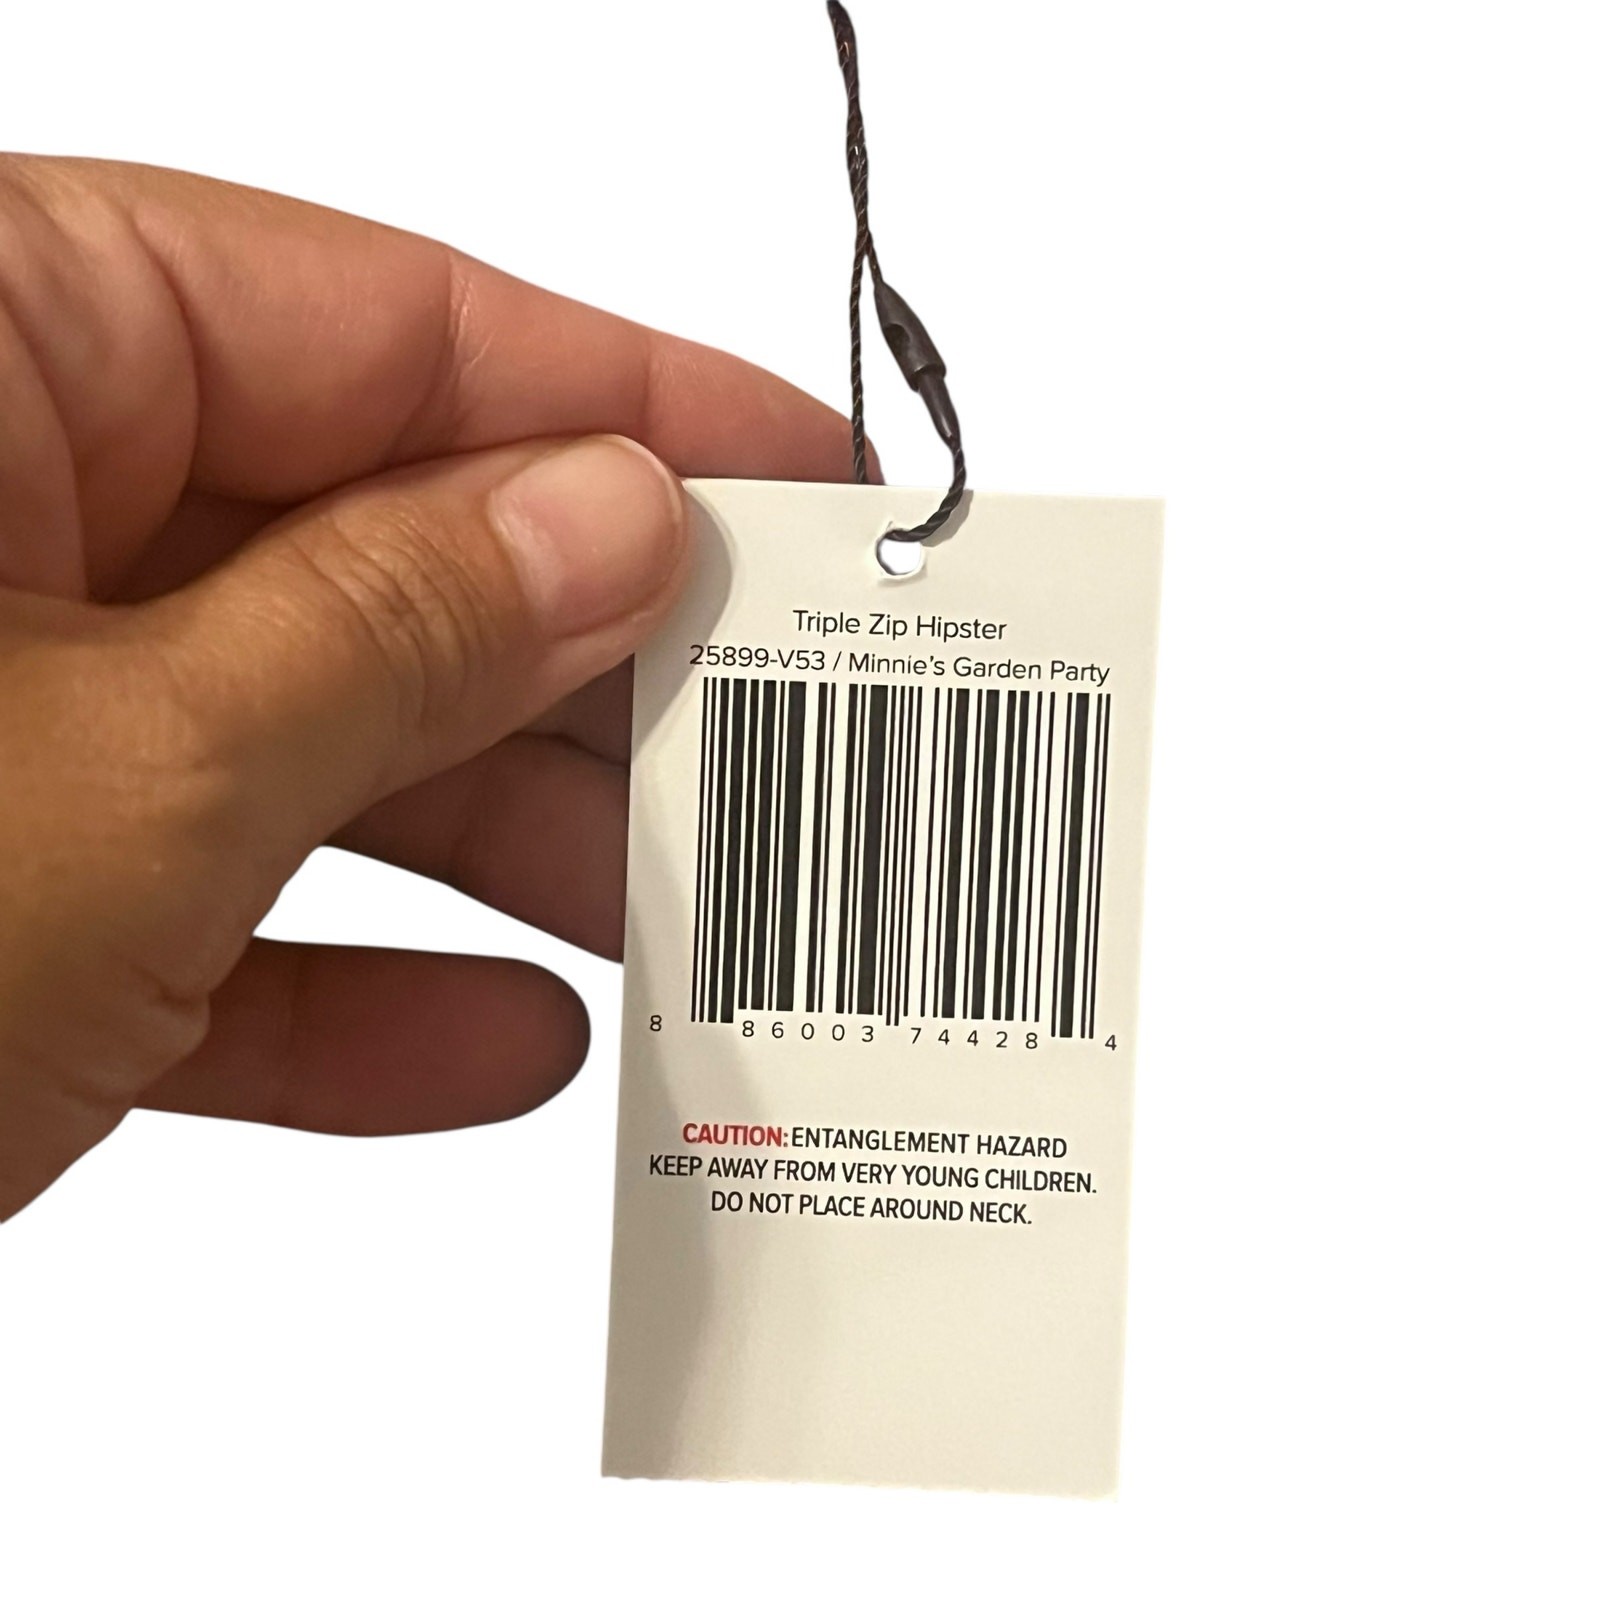 Triple Zip Hipster
25899-V53 / Minnie's Garden Party
8 86003 74428 4
CAUTION: ENTANGLEMENT HAZARD
KEEP AWAY FROM VERY YOUNG CHILDREN.
DO NOT PLACE AROUND NECK.